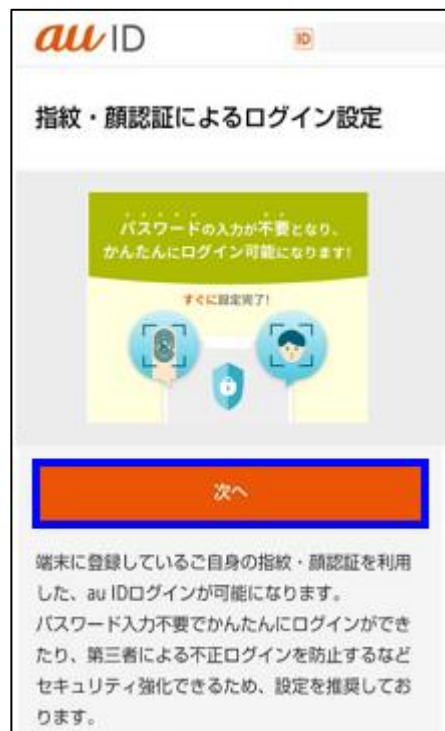 au ID
ID
指紋・顔認証によるログイン設定
パスワードの入力が不要となり、
かんたんにログイン可能になります!
すぐに設定完了!
次へ
端末に登録しているご自身の指紋・顔認証を利用
した、au IDログインが可能になります。
パスワード入力不要でかんたんにログインができ
たり、第三者による不正ログインを防止するなど
セキュリティ強化できるため、設定を推奨してお
ります。